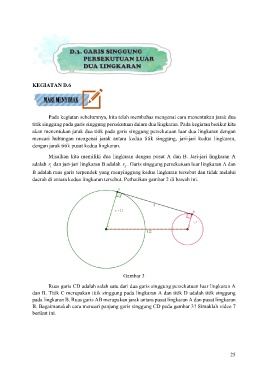 D.3. GARIS SINGGUNG
PERSEKUTUAN LUAR
DUA LINGKARAN
KEGIATAN D.6
MARI MENYIMAK
Pada kegiatan sebelumnya, kita telah membahas mengenai cara menentukan jarak dua
titik singgung pada garis singgung persekutuan dalam dua lingkaran. Pada kegiatan berikut kita
akan menentukan jarak dua titik pada garis singgung persekutuan luar dua lingkaran dengan
mencari hubungan mengenai jarak antara kedua titik singgung, jari-jari kedua lingkaran,
dengan jarak titik pusat kedua lingkaran.
Misalkan kita memiliki dua lingkaran dengan pusat A dan B. Jari-jari lingkaran A
adalah r₁ dan jari-jari lingkaran B adalah r₂. Garis singgung persekutuan luar lingkaran A dan
B adalah ruas garis terpendek yang menyinggung kedua lingkaran tersebut dan tidak melalui
daerah di antara kedua lingkaran tersebut. Perhatikan gambar 3 di bawah ini.
Gambar 3
Ruas garis CD adalah salah satu dari dua garis singgung persekutuan luar lingkaran A
dan B. Titik C merupakan titik singgung pada lingkaran A dan titik D adalah titik singgung
pada lingkaran B. Ruas garis AB merupakan jarak antara pusat lingkaran A dan pusat lingkaran
B. Bagaimanakah cara mencari panjang garis singgung CD pada gambar 3? Simaklah video 7
berikut ini.
25